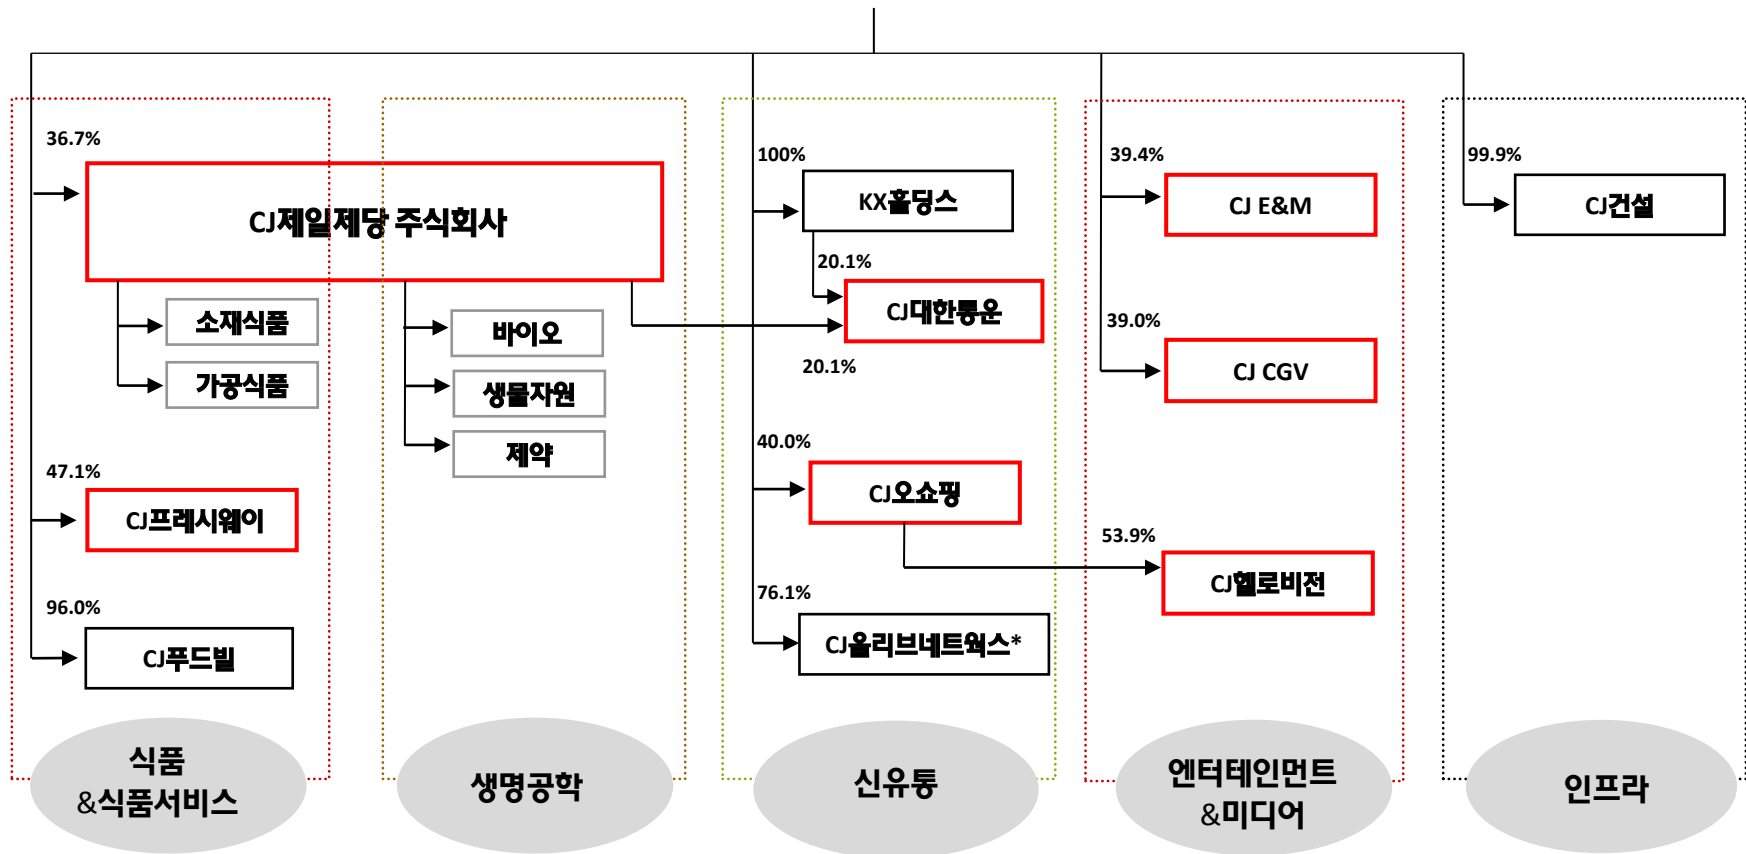 36.7%
CJ제일제당 주식회사
소재식품
가공식품
바이오
생물자원
제약
47.1%
CJ프레시웨이
96.0%
CJ푸드빌
100%
KX홀딩스
20.1%
CJ대한통운
20.1%
40.0%
CJ오쇼핑
76.1%
CJ올리브네트웍스*
39.4%
CJ E&M
39.0%
CJ CGV
53.9%
CJ헬로비전
99.9%
CJ건설
식품
&식품서비스
생명공학
신유통
엔터테인먼트
&미디어
인프라